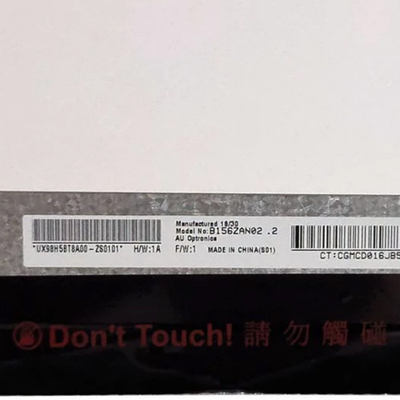 Manufactured 18/30
Model No: B156ZAN02 .2
AU Optronics
*UX98H5BT8A00-ZS0101* H/W:1A F/W:1 MADE IN CHINA(S01)
CT:CGMCD016JB5
Don't Touch! 請勿觸碰